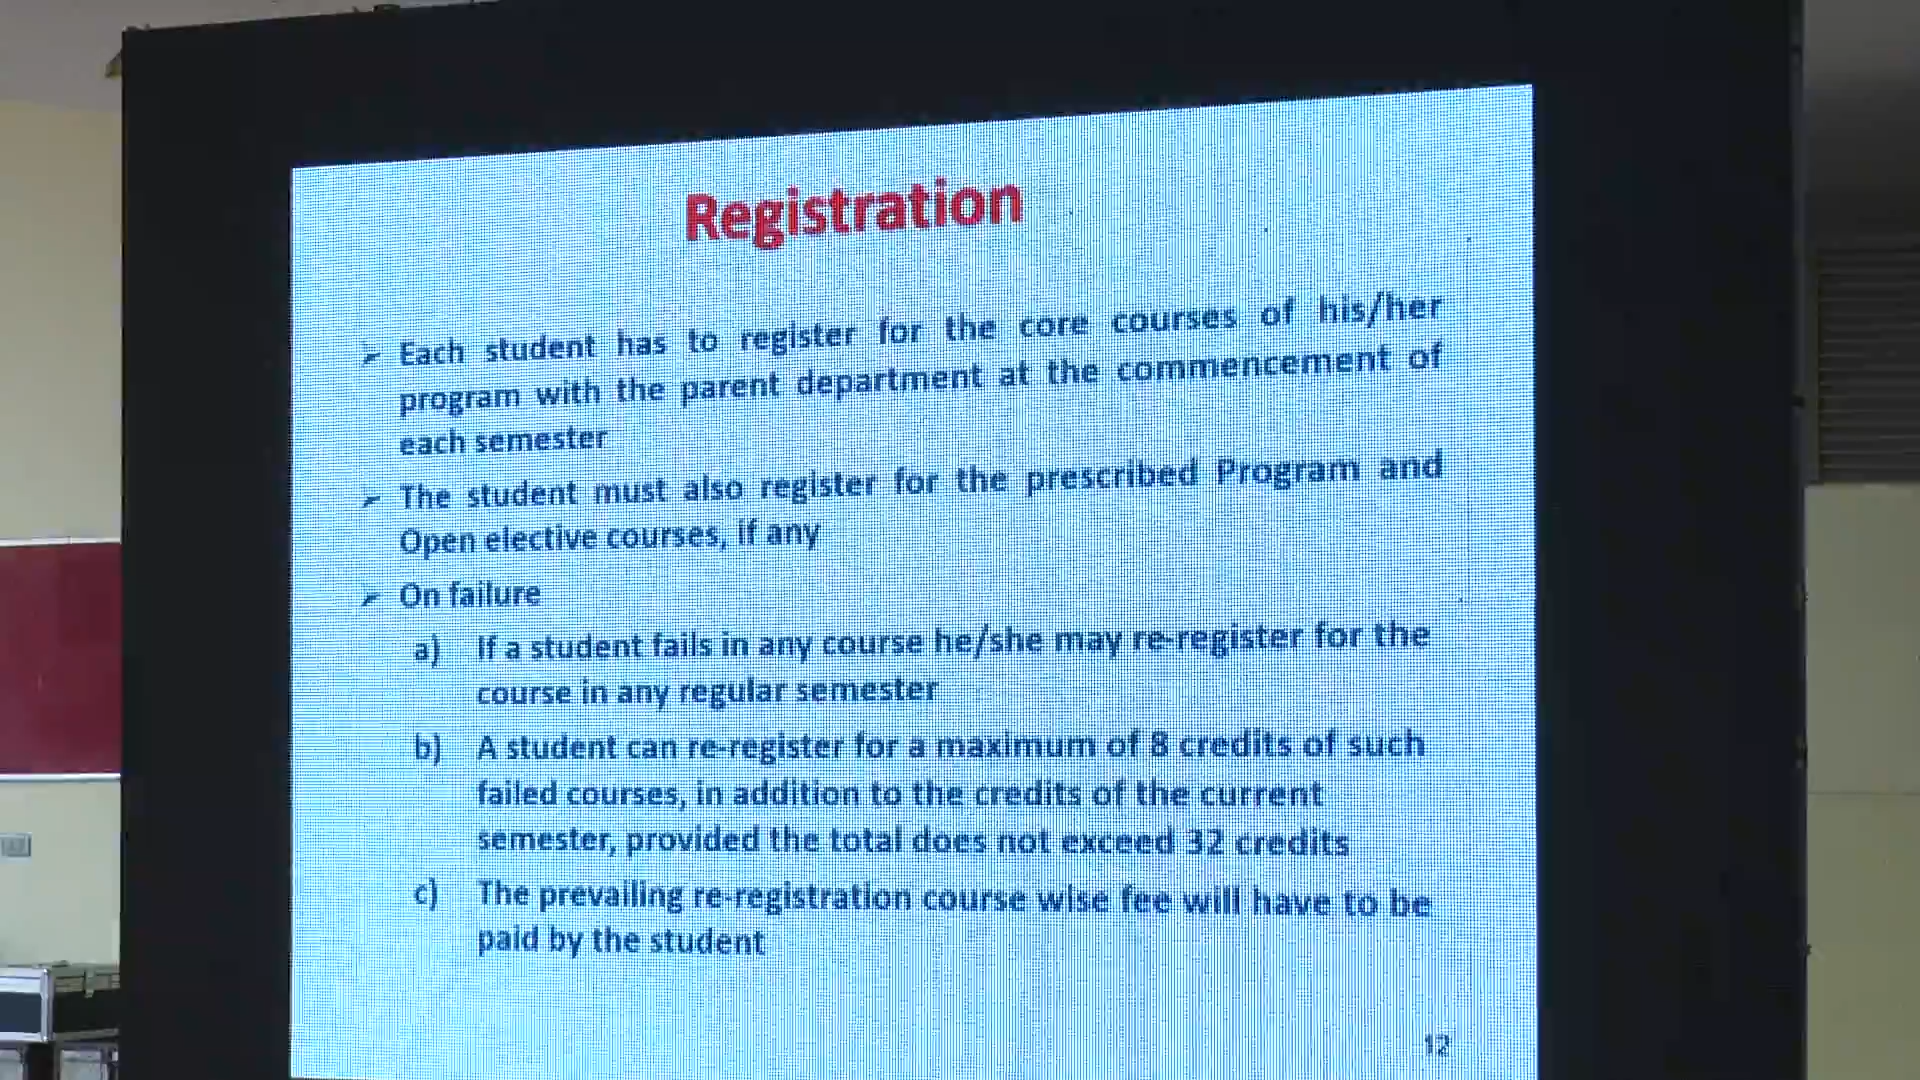 Registration
➤ Each student has to register for the core courses of his/her
program with the parent department at the commencement of
each semester
➤ The student must also register for the prescribed Program and
Open elective courses, if any
➤ On failure
a) If a student fails in any course he/she may re-register for the
course in any regular semester
b) A student can re-register for a maximum of 8 credits of such
failed courses, in addition to the credits of the current
semester, provided the total does not exceed 32 credits
c) The prevailing re-registration course wise fee will have to be
paid by the student
12